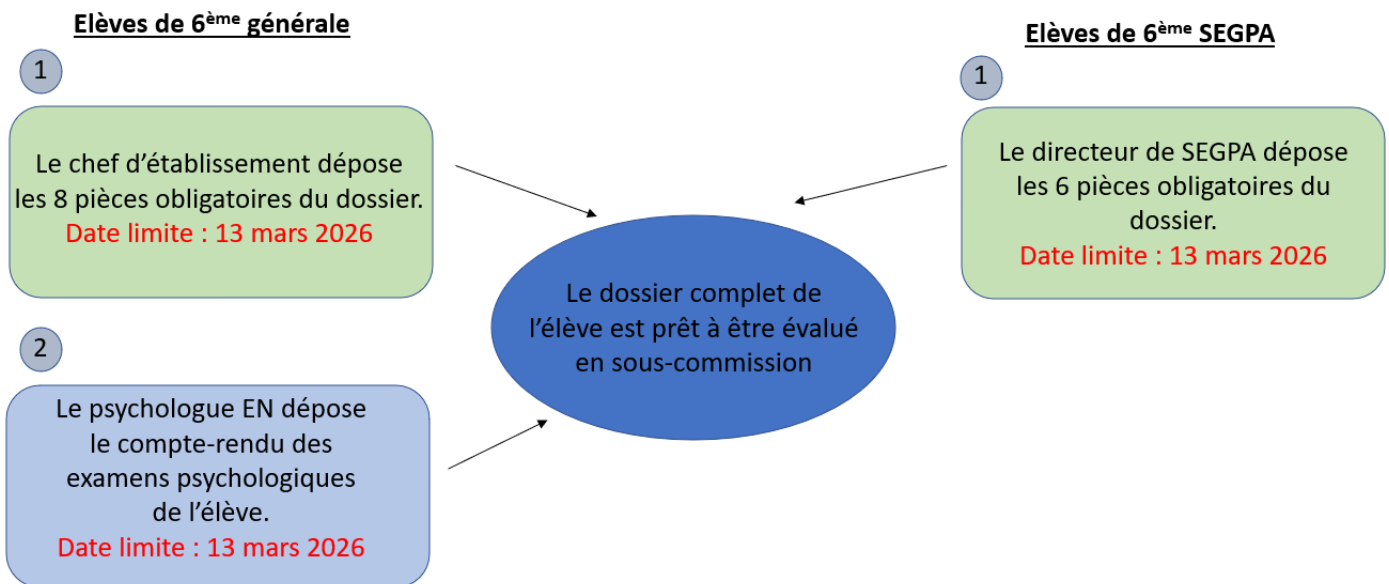 Elèves de 6ème générale
1
Le chef d’établissement dépose
les 8 pièces obligatoires du dossier.
Date limite : 13 mars 2026
2
Le psychologue EN dépose
le compte-rendu des
examens psychologiques
de l’élève.
Date limite : 13 mars 2026
Le dossier complet de
l’élève est prêt à être évalué
en sous-commission
Elèves de 6ème SEGPA
1
Le directeur de SEGPA dépose
les 6 pièces obligatoires du
dossier.
Date limite : 13 mars 2026